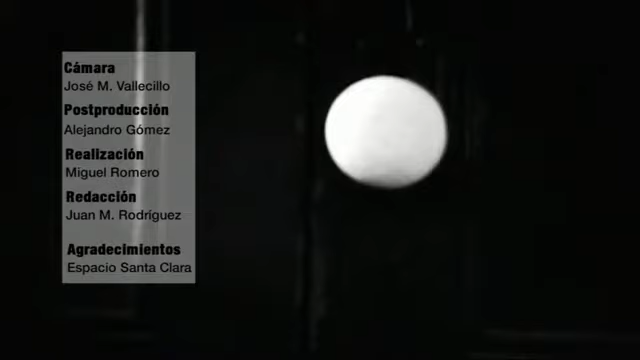 Cámara
José M. Vallecillo
Postproducción
Alejandro Gómez
Realización
Miguel Romero
Redacción
Juan M. Rodríguez
Agradecimientos
Espacio Santa Clara